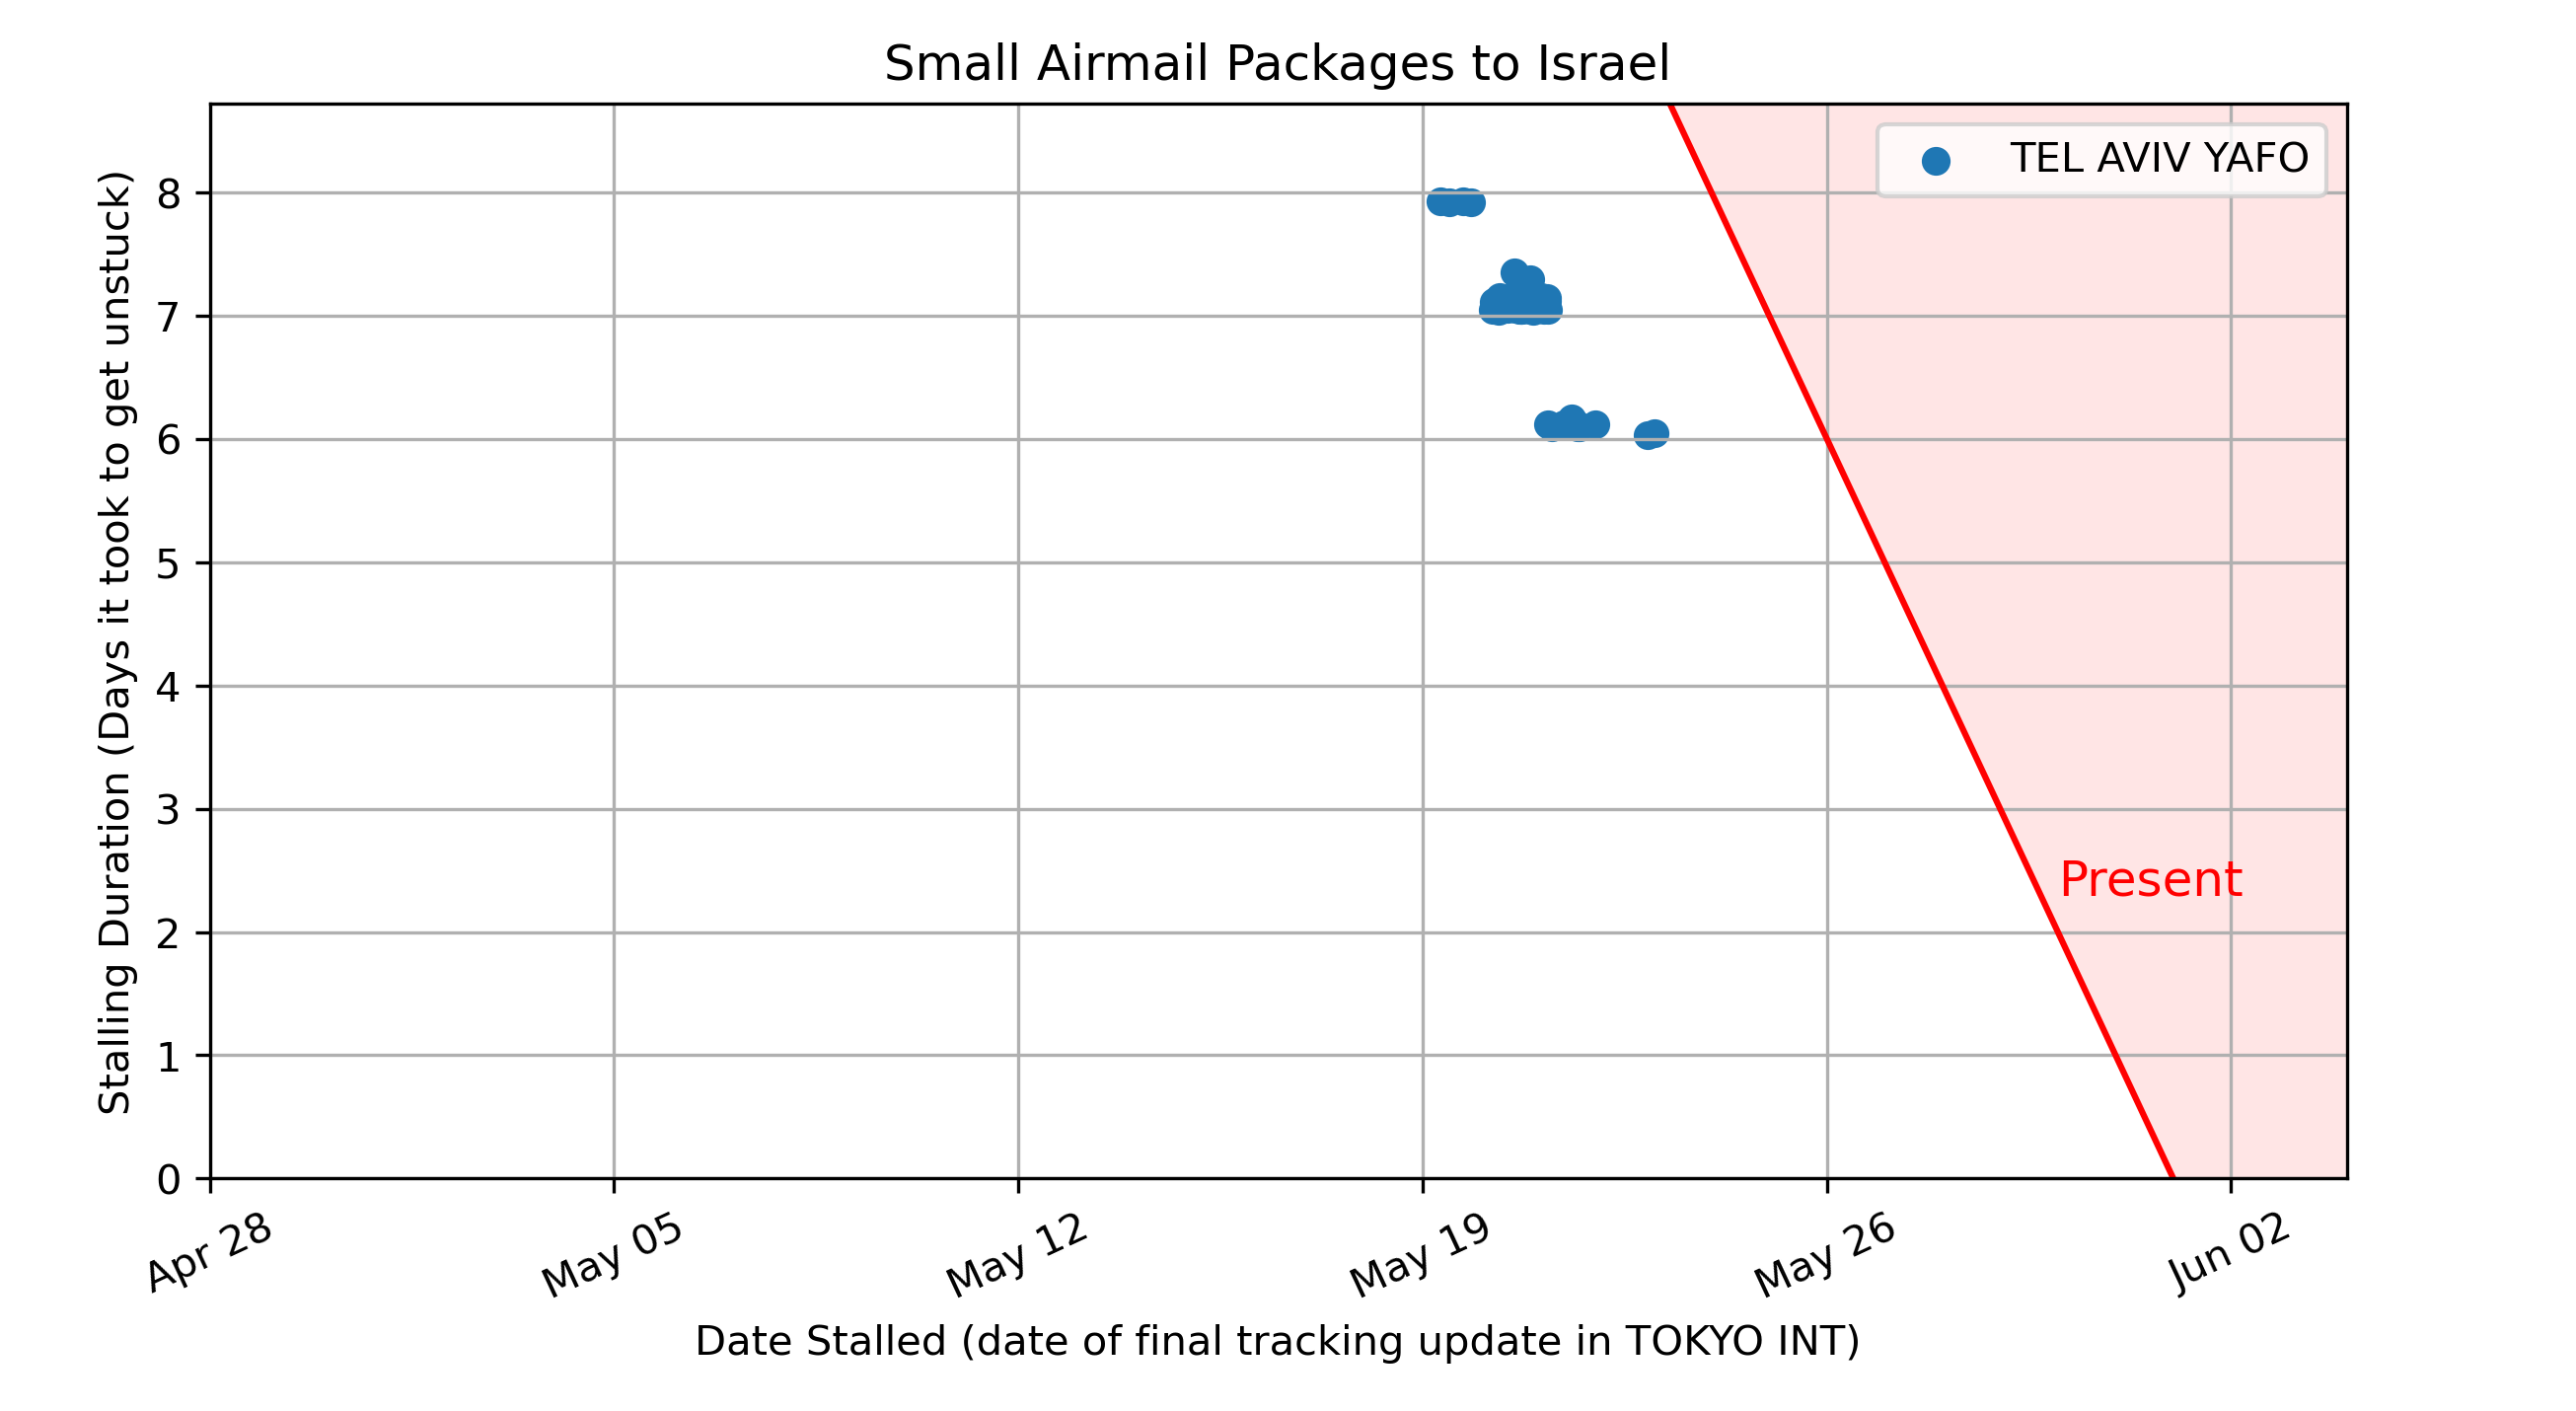 Small Airmail Packages to Israel
TEL AVIV YAFO
Stalling Duration (Days it took to get unstuck)
8
7
6
5
4
3
2
1
0
Present
Apr 28
May 05
May 12
May 19
May 26
Jun 02
Date Stalled (date of final tracking update in TOKYO INT)